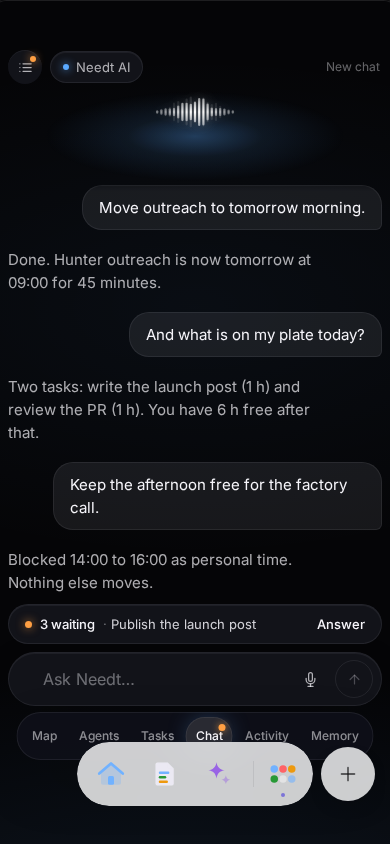 Needt AI
New chat
Move outreach to tomorrow morning.
Done. Hunter outreach is now tomorrow at
09:00 for 45 minutes.
And what is on my plate today?
Two tasks: write the launch post (1 h) and
review the PR (1 h). You have 6 h free after
that.
Keep the afternoon free for the factory
call.
Blocked 14:00 to 16:00 as personal time.
Nothing else moves.
3 waiting · Publish the launch post Answer
Ask Needt...
Map Agents Tasks Chat Activity Memory